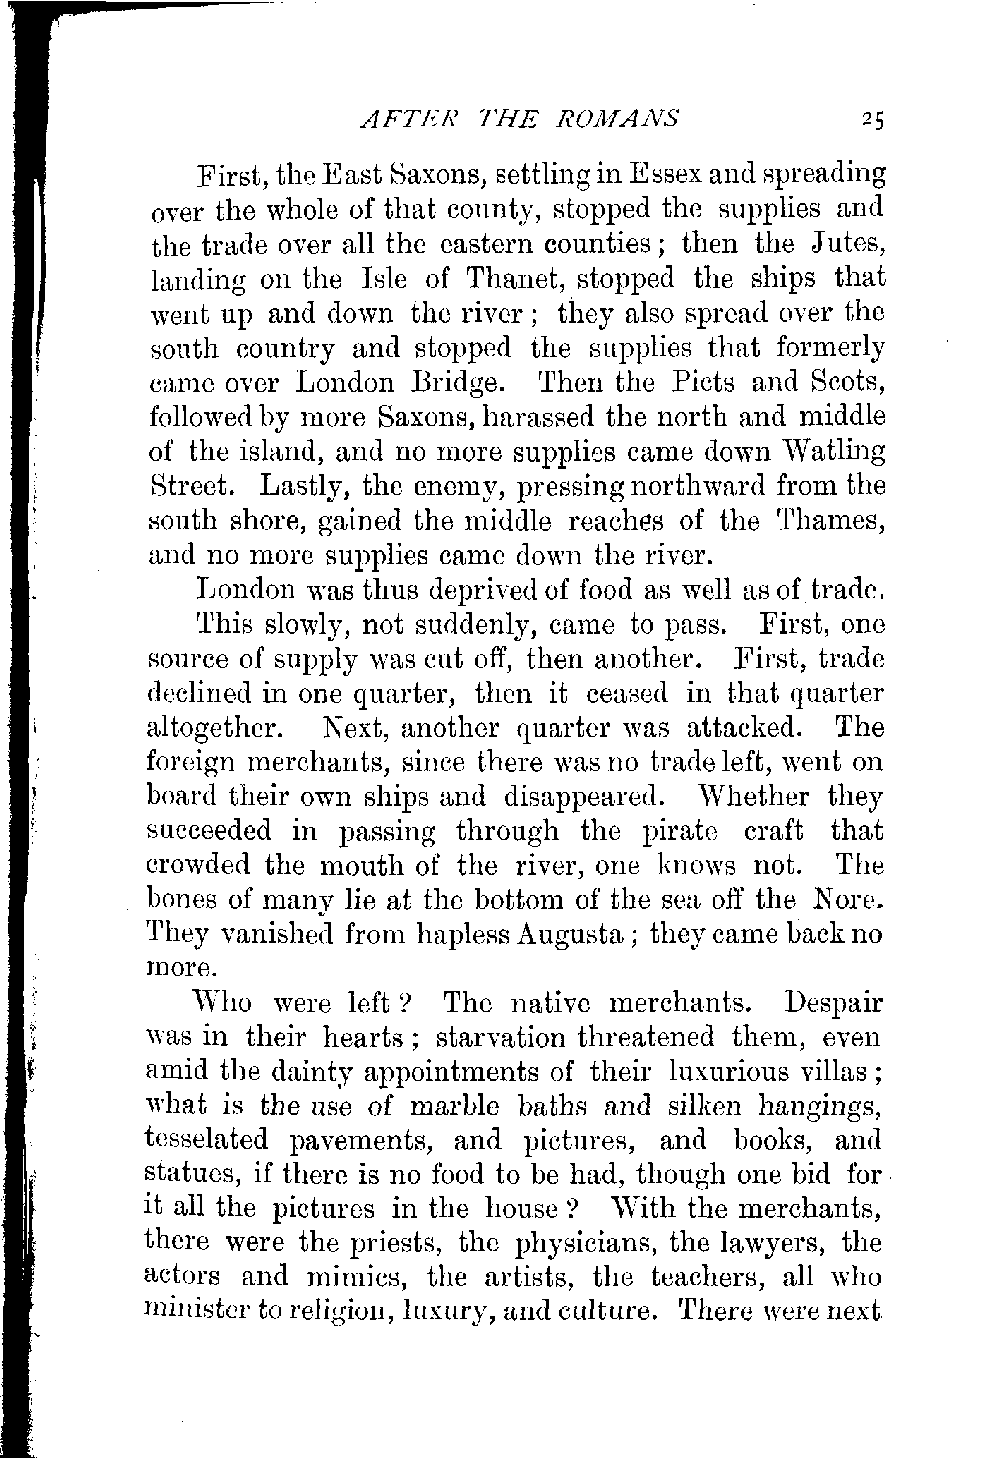 AFTER THE ROMANS 25
First, the East Saxons, settling in Essex and spreading
over the whole of that county, stopped the supplies and
the trade over all the eastern counties; then the Jutes,
landing on the Isle of Thanet, stopped the ships that
went up and down the river; they also spread over the
south country and stopped the supplies that formerly
came over London Bridge. Then the Picts and Scots,
followed by more Saxons, harassed the north and middle
of the island, and no more supplies came down Watling
Street. Lastly, the enemy, pressing northward from the
south shore, gained the middle reaches of the Thames,
and no more supplies came down the river.
London was thus deprived of food as well as of trade.
This slowly, not suddenly, came to pass. First, one
source of supply was cut off, then another. First, trade
declined in one quarter, then it ceased in that quarter
altogether. Next, another quarter was attacked. The
foreign merchants, since there was no trade left, went on
board their own ships and disappeared. Whether they
succeeded in passing through the pirate craft that
crowded the mouth of the river, one knows not. The
bones of many lie at the bottom of the sea off the Nore.
They vanished from hapless Augusta; they came back no
more.
Who were left? The native merchants. Despair
was in their hearts; starvation threatened them, even
amid the dainty appointments of their luxurious villas;
what is the use of marble baths and silken hangings,
tesselated pavements, and pictures, and books, and
statues, if there is no food to be had, though one bid for
it all the pictures in the house? With the merchants,
there were the priests, the physicians, the lawyers, the
actors and mimics, the artists, the teachers, all who
minister to religion, luxury, and culture. There were next